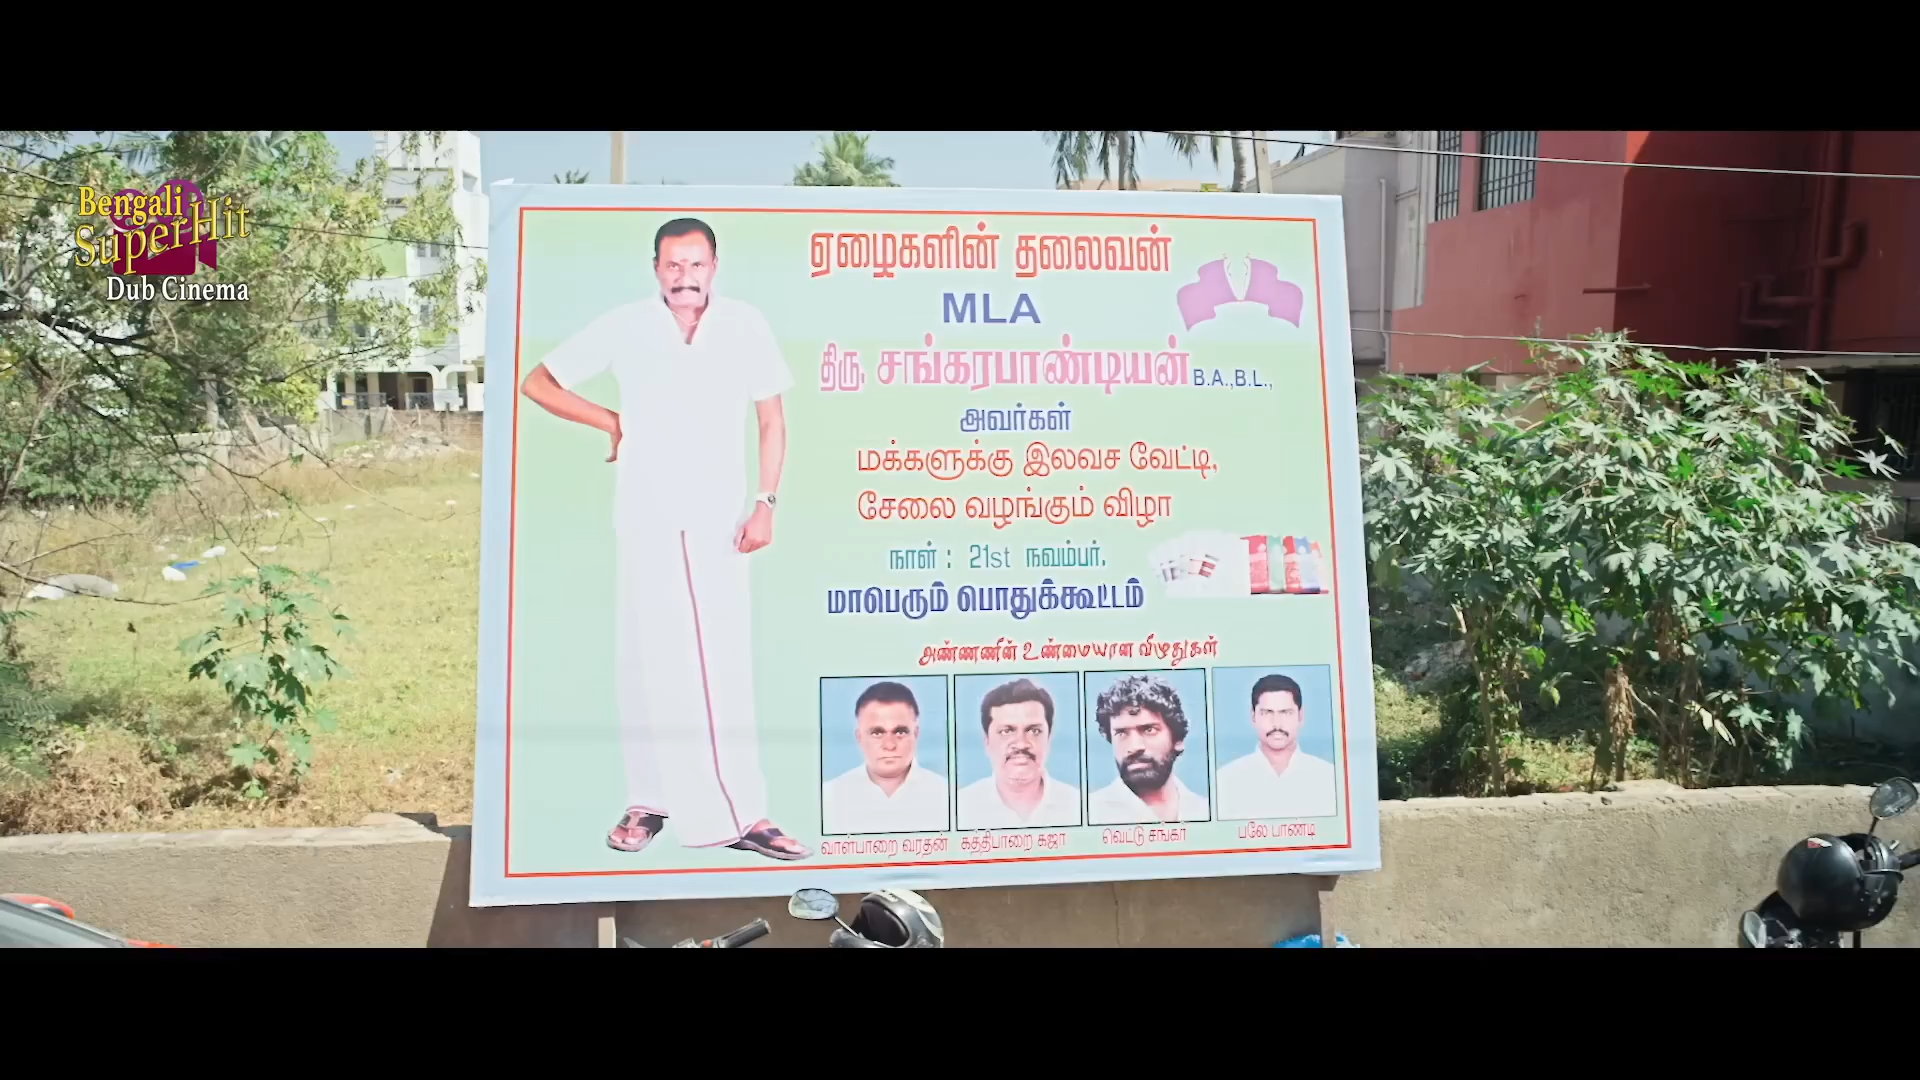 Bengali
SuperHit
Dub Cinema
ஏழைகளின் தலைவன்
MLA
திரு. சங்கரபாண்டியன் B.A.,B.L.,
அவர்கள்
மக்களுக்கு இலவச வேட்டி,
சேலை வழங்கும் விழா
நாள் : 21st நவம்பர்.
மாபெரும் பொதுக்கூட்டம்
அண்ணனின் உண்மையான விழுதுகள்
வாள்பாறை வரதன் கத்திபாறை கஜா வெட்டு சங்கர் பலே பாண்டி